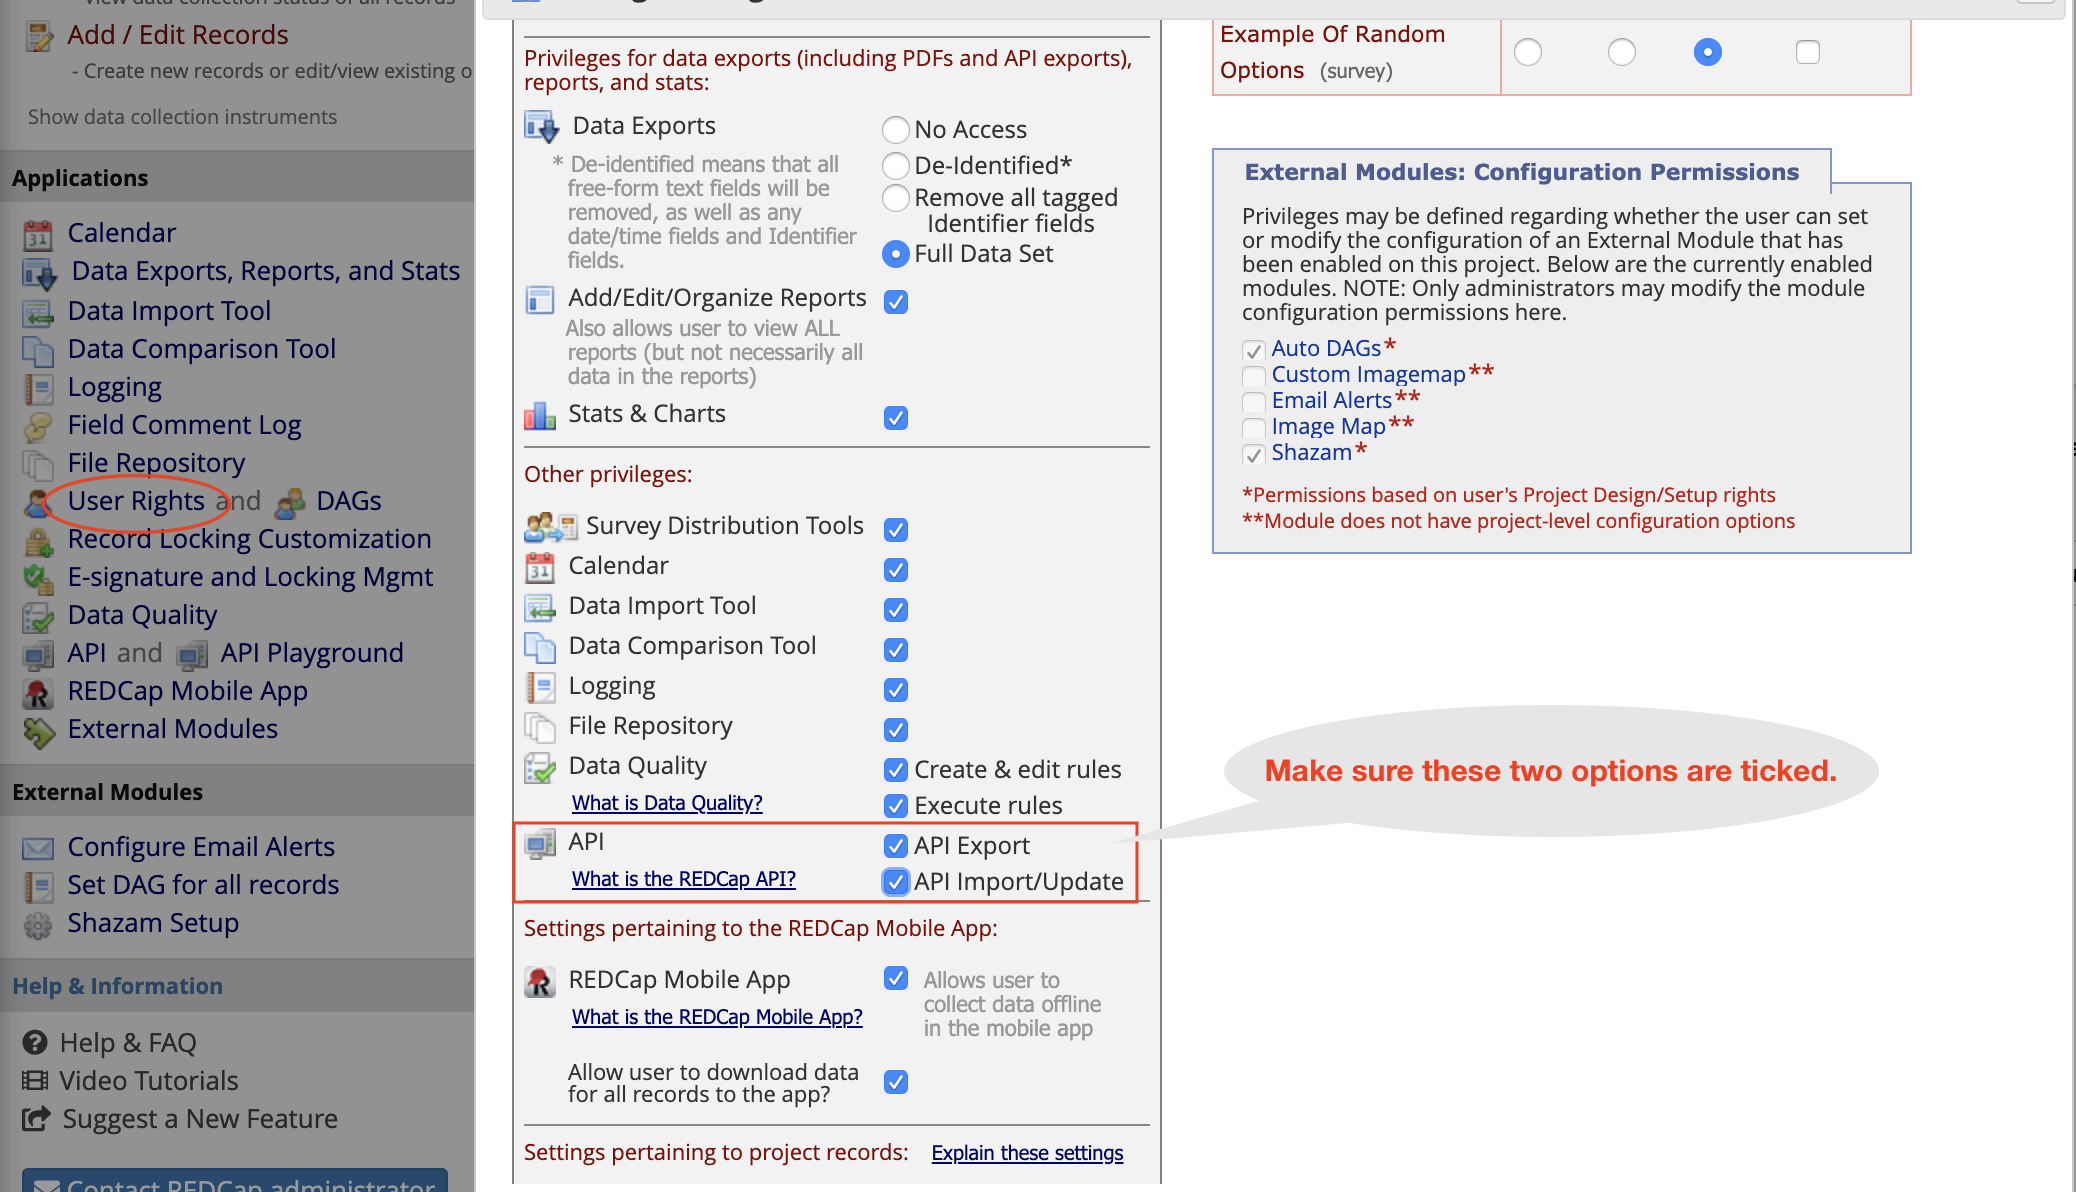 Add / Edit Records
- Create new records or edit/view existing o
Show data collection instruments
Applications
Calendar
Data Exports, Reports, and Stats
Data Import Tool
Data Comparison Tool
Logging
Field Comment Log
File Repository
User Rights and DAGs
Record Locking Customization
E-signature and Locking Mgmt
Data Quality
API and API Playground
REDCap Mobile App
External Modules
External Modules
Configure Email Alerts
Set DAG for all records
Shazam Setup
Help & Information
Help & FAQ
Video Tutorials
Suggest a New Feature
Contact REDCap administrator
Privileges for data exports (including PDFs and API exports),
reports, and stats:
Data Exports
* De-identified means that all
free-form text fields will be
removed, as well as any
date/time fields and Identifier
fields.
No Access
De-Identified*
Remove all tagged
Identifier fields
Full Data Set
Add/Edit/Organize Reports
Also allows user to view ALL
reports (but not necessarily all
data in the reports)
Stats & Charts
Other privileges:
Survey Distribution Tools
31 Calendar
Data Import Tool
Data Comparison Tool
Logging
File Repository
Data Quality
What is Data Quality?
Create & edit rules
Execute rules
API
What is the REDCap API?
API Export
API Import/Update
Settings pertaining to the REDCap Mobile App:
REDCap Mobile App
What is the REDCap Mobile App?
Allows user to
collect data offline
in the mobile app
Allow user to download data
for all records to the app?
Settings pertaining to project records: Explain these settings
Example Of Random
Options (survey)
External Modules: Configuration Permissions
Privileges may be defined regarding whether the user can set
or modify the configuration of an External Module that has
been enabled on this project. Below are the currently enabled
modules. NOTE: Only administrators may modify the module
configuration permissions here.
Auto DAGs*
Custom Imagemap**
Email Alerts**
Image Map**
Shazam*
*Permissions based on user's Project Design/Setup rights
**Module does not have project-level configuration options
Make sure these two options are ticked.